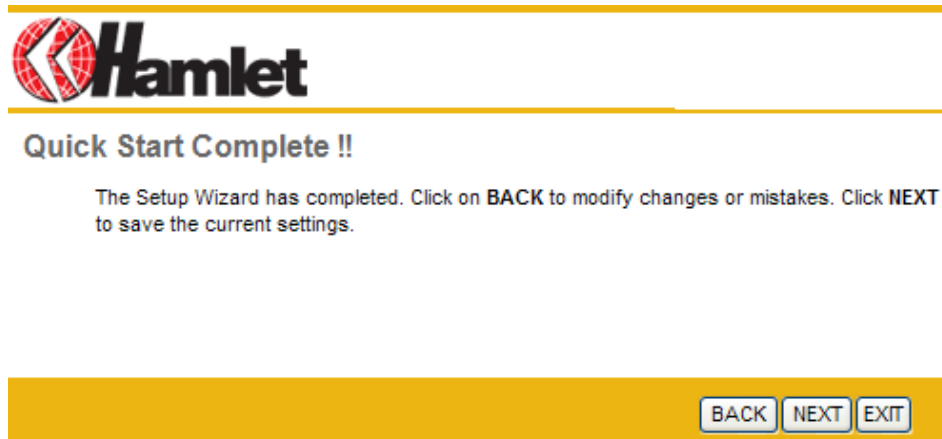 Hamlet
Quick Start Complete !!
The Setup Wizard has completed. Click on BACK to modify changes or mistakes. Click NEXT
to save the current settings.
BACK NEXT EXIT